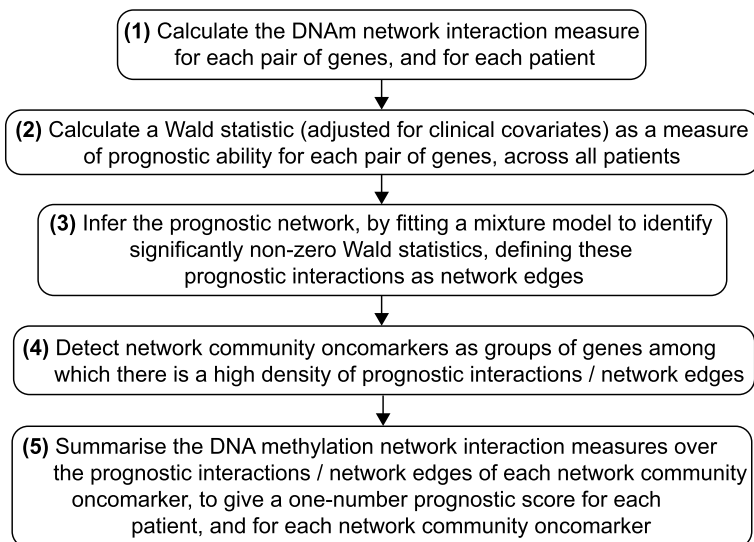 (1) Calculate the DNAm network interaction measure
for each pair of genes, and for each patient
(2) Calculate a Wald statistic (adjusted for clinical covariates) as a measure
of prognostic ability for each pair of genes, across all patients
(3) Infer the prognostic network, by fitting a mixture model to identify
significantly non-zero Wald statistics, defining these
prognostic interactions as network edges
(4) Detect network community oncomarkers as groups of genes among
which there is a high density of prognostic interactions / network edges
(5) Summarise the DNA methylation network interaction measures over
the prognostic interactions / network edges of each network community
oncomarker, to give a one-number prognostic score for each
patient, and for each network community oncomarker